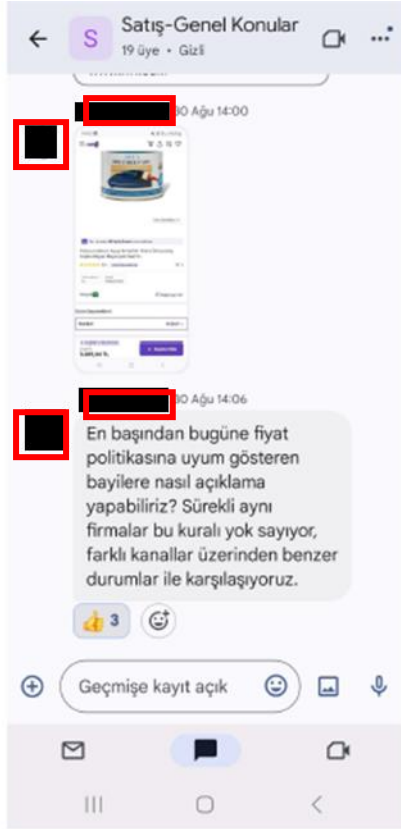 Satış-Genel Konular
19 üye • Gizli
30 Ağu 14:00
30 Ağu 14:06
En başından bugüne fiyat
politikasına uyum gösteren
bayilere nasıl açıklama
yapabiliriz? Sürekli aynı
firmalar bu kuralı yok sayıyor,
farklı kanallar üzerinden benzer
durumlar ile karşılaşıyoruz.
👍 3
Geçmişe kayıt açık